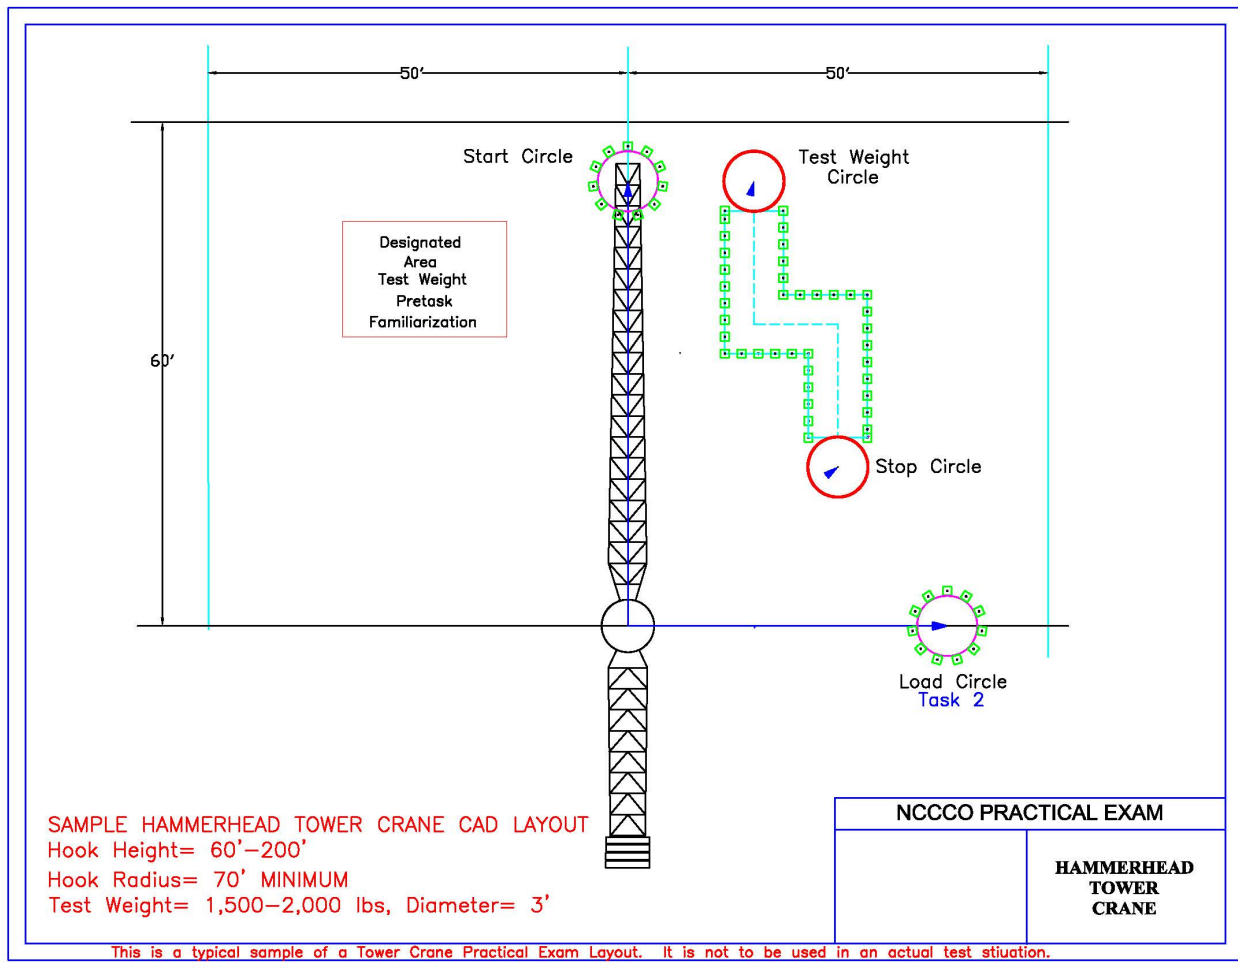 50'
50'
Start Circle
Test Weight
Circle
Designated
Area
Test Weight
Pretask
Familiarization
60'
Stop Circle
Load Circle
Task 2
SAMPLE HAMMERHEAD TOWER CRANE CAD LAYOUT
Hook Height= 60'-200'
Hook Radius= 70' MINIMUM
Test Weight= 1,500-2,000 lbs, Diameter= 3'
NCCCO PRACTICAL EXAM
HAMMERHEAD
TOWER
CRANE
This is a typical sample of a Tower Crane Practical Exam Layout. It is not to be used in an actual test stiuation.